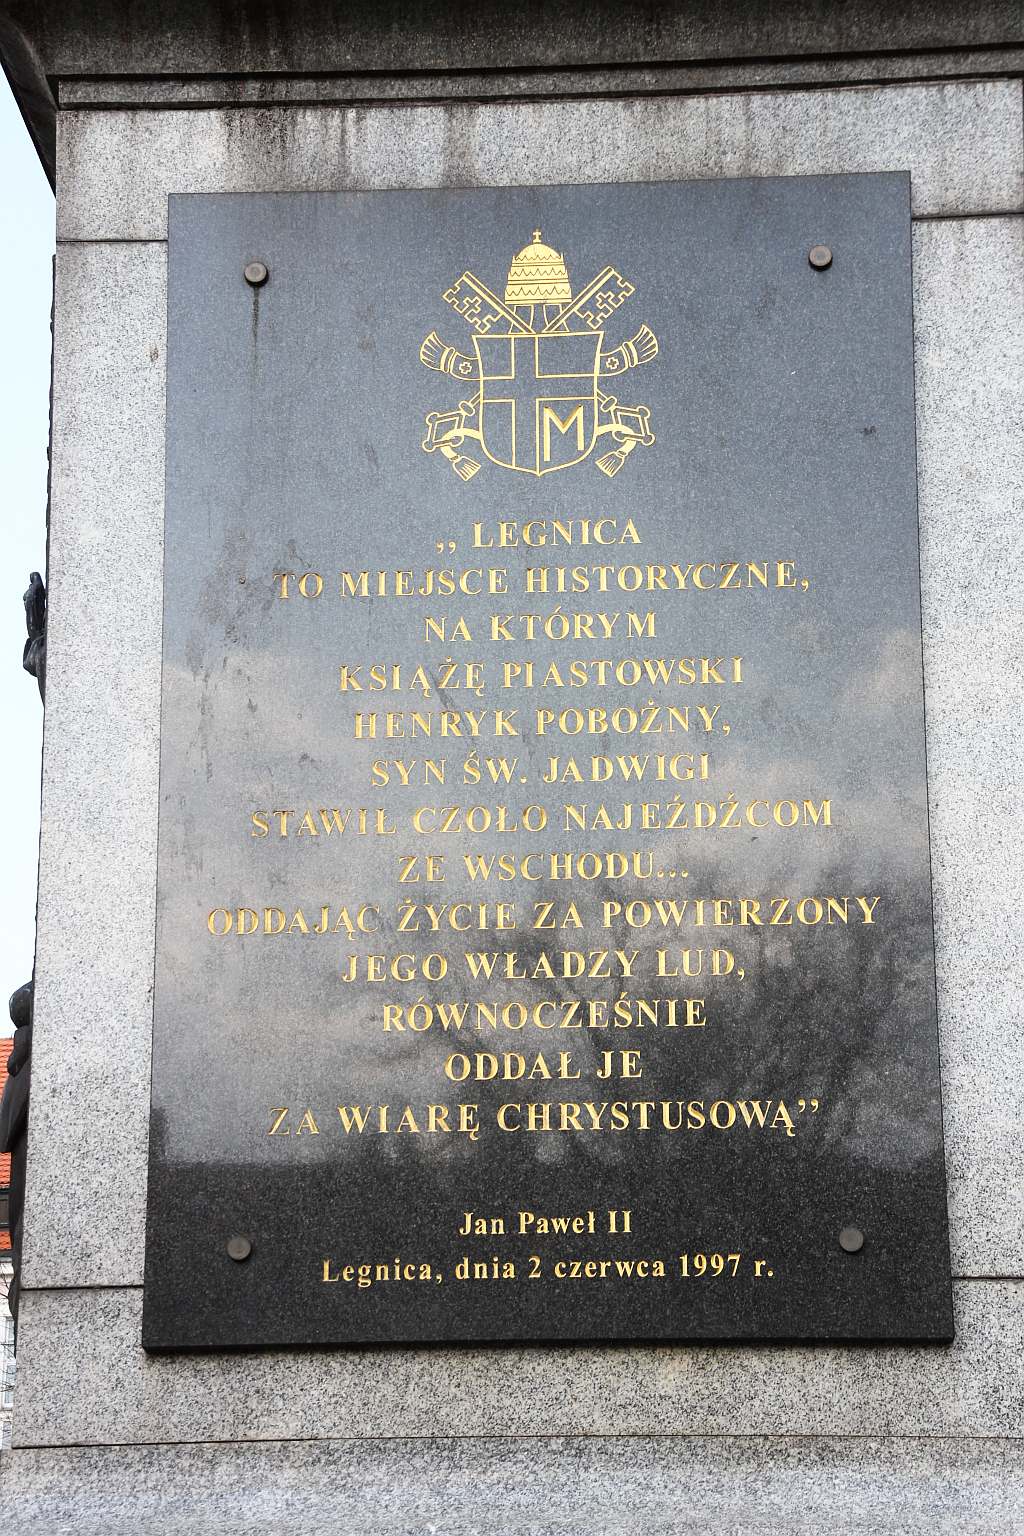 M
,, LEGNICA
TO MIEJSCE HISTORYCZNE,
NA KTÓRYM
KSIĄŻĘ PIASTOWSKI
HENRYK POBOŻNY,
SYN ŚW. JADWIGI
STAWIŁ CZOŁO NAJEŹDŹCOM
ZE WSCHODU...
ODDAJĄC ŻYCIE ZA POWIERZONY
JEGO WŁADZY LUD,
RÓWNOCZEŚNIE
ODDAŁ JE
ZA WIARĘ CHRYSTUSOWĄ”
Jan Paweł II
Legnica, dnia 2 czerwca 1997 r.